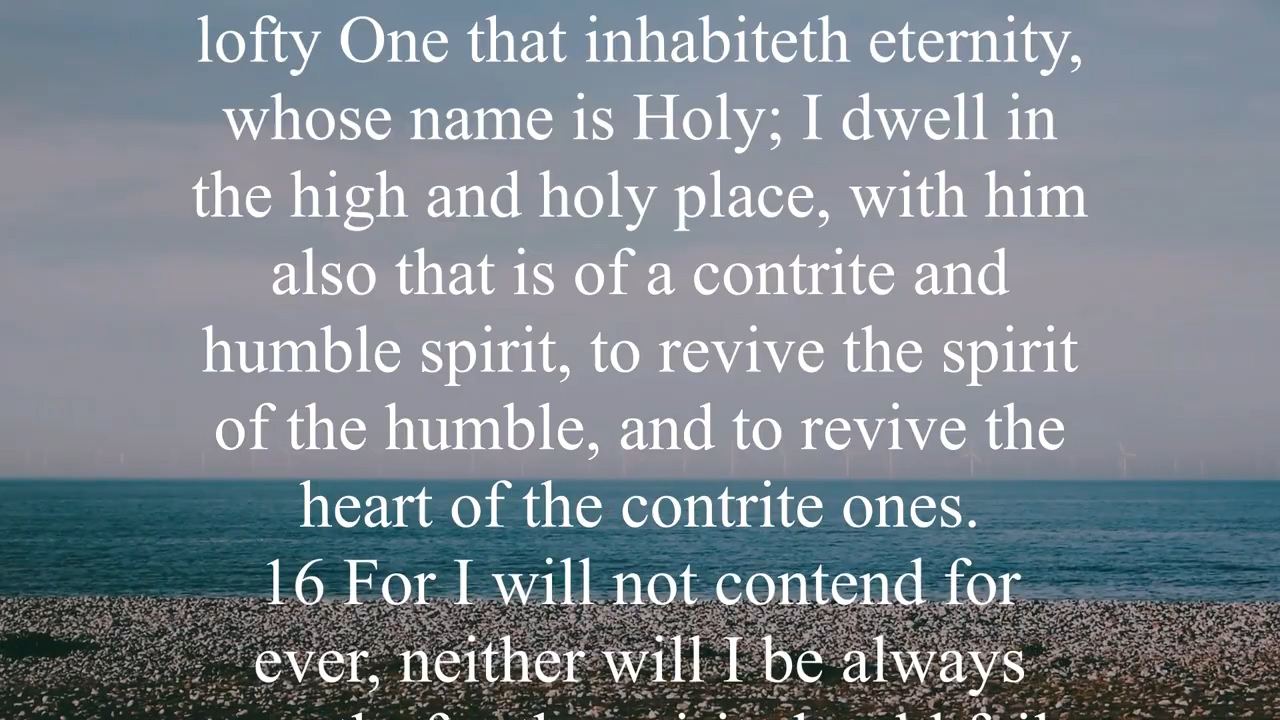 lofty One that inhabiteth eternity,
whose name is Holy; I dwell in
the high and holy place, with him
also that is of a contrite and
humble spirit, to revive the spirit
of the humble, and to revive the
heart of the contrite ones.
16 For I will not contend for
ever, neither will I be always